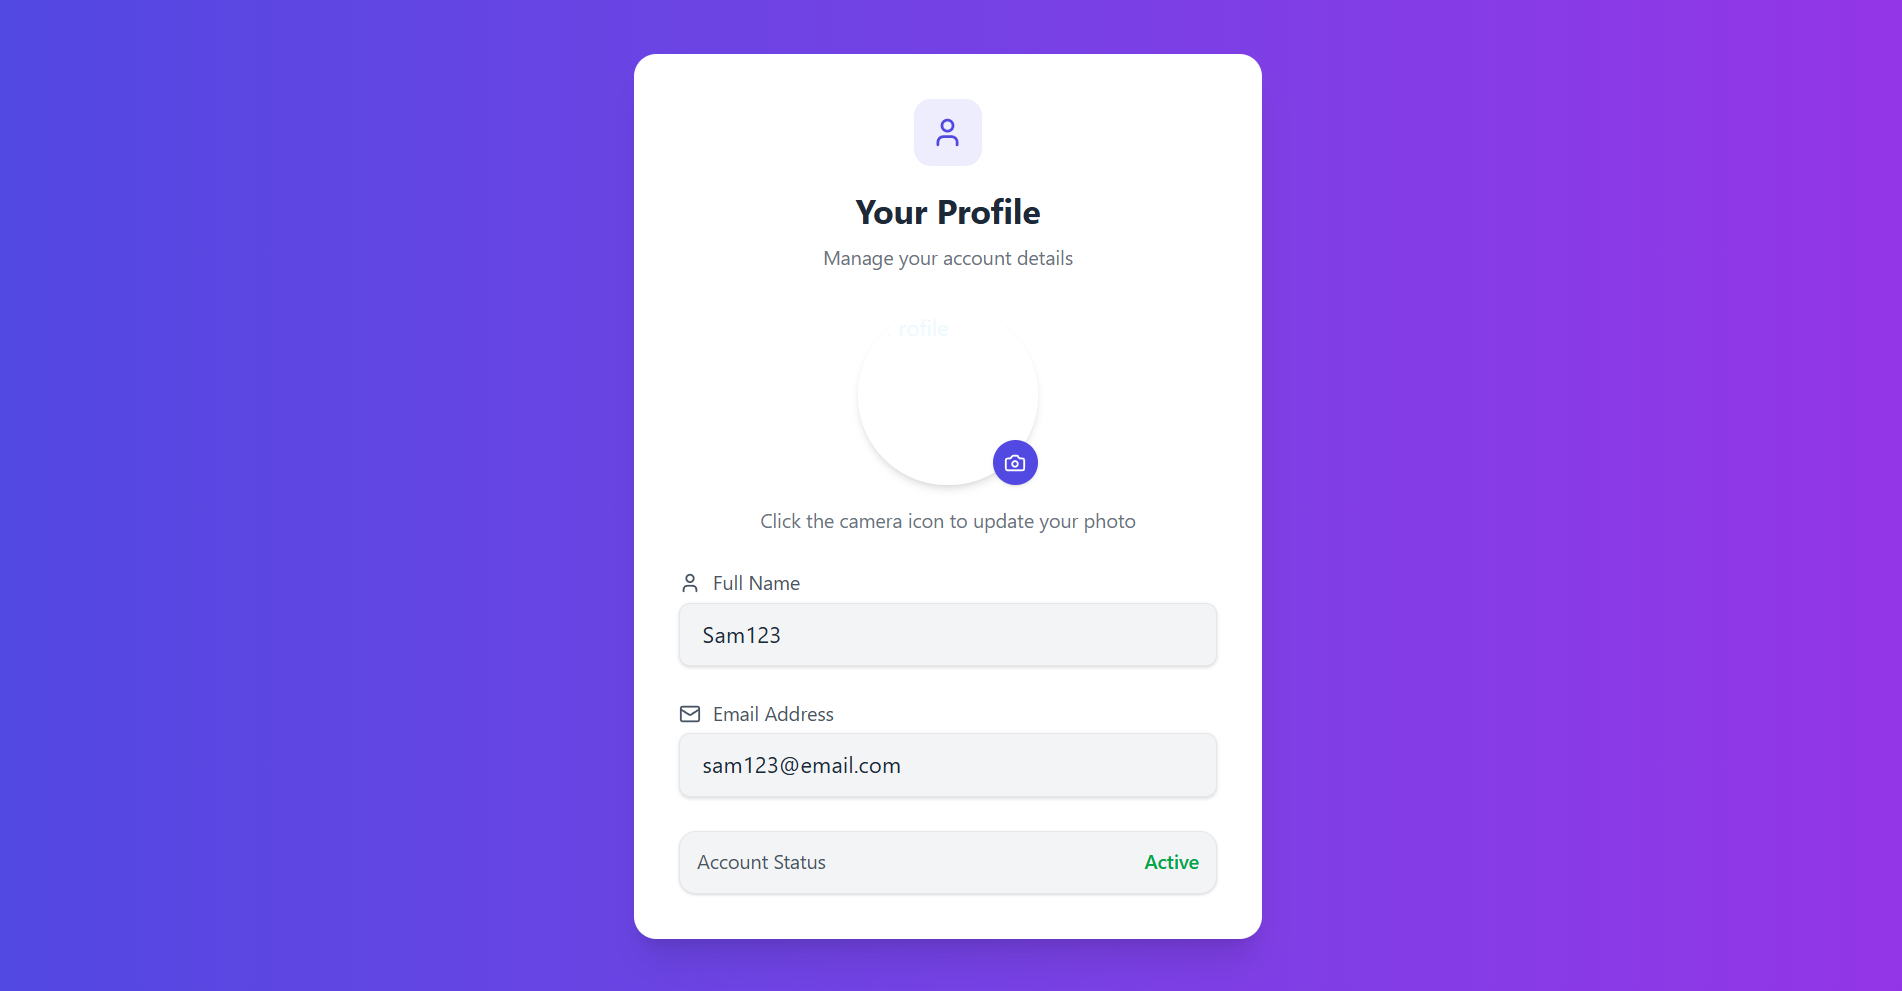 Your Profile
Manage your account details
rofile
Click the camera icon to update your photo
Full Name
Sam123
Email Address
sam123@email.com
Account Status
Active